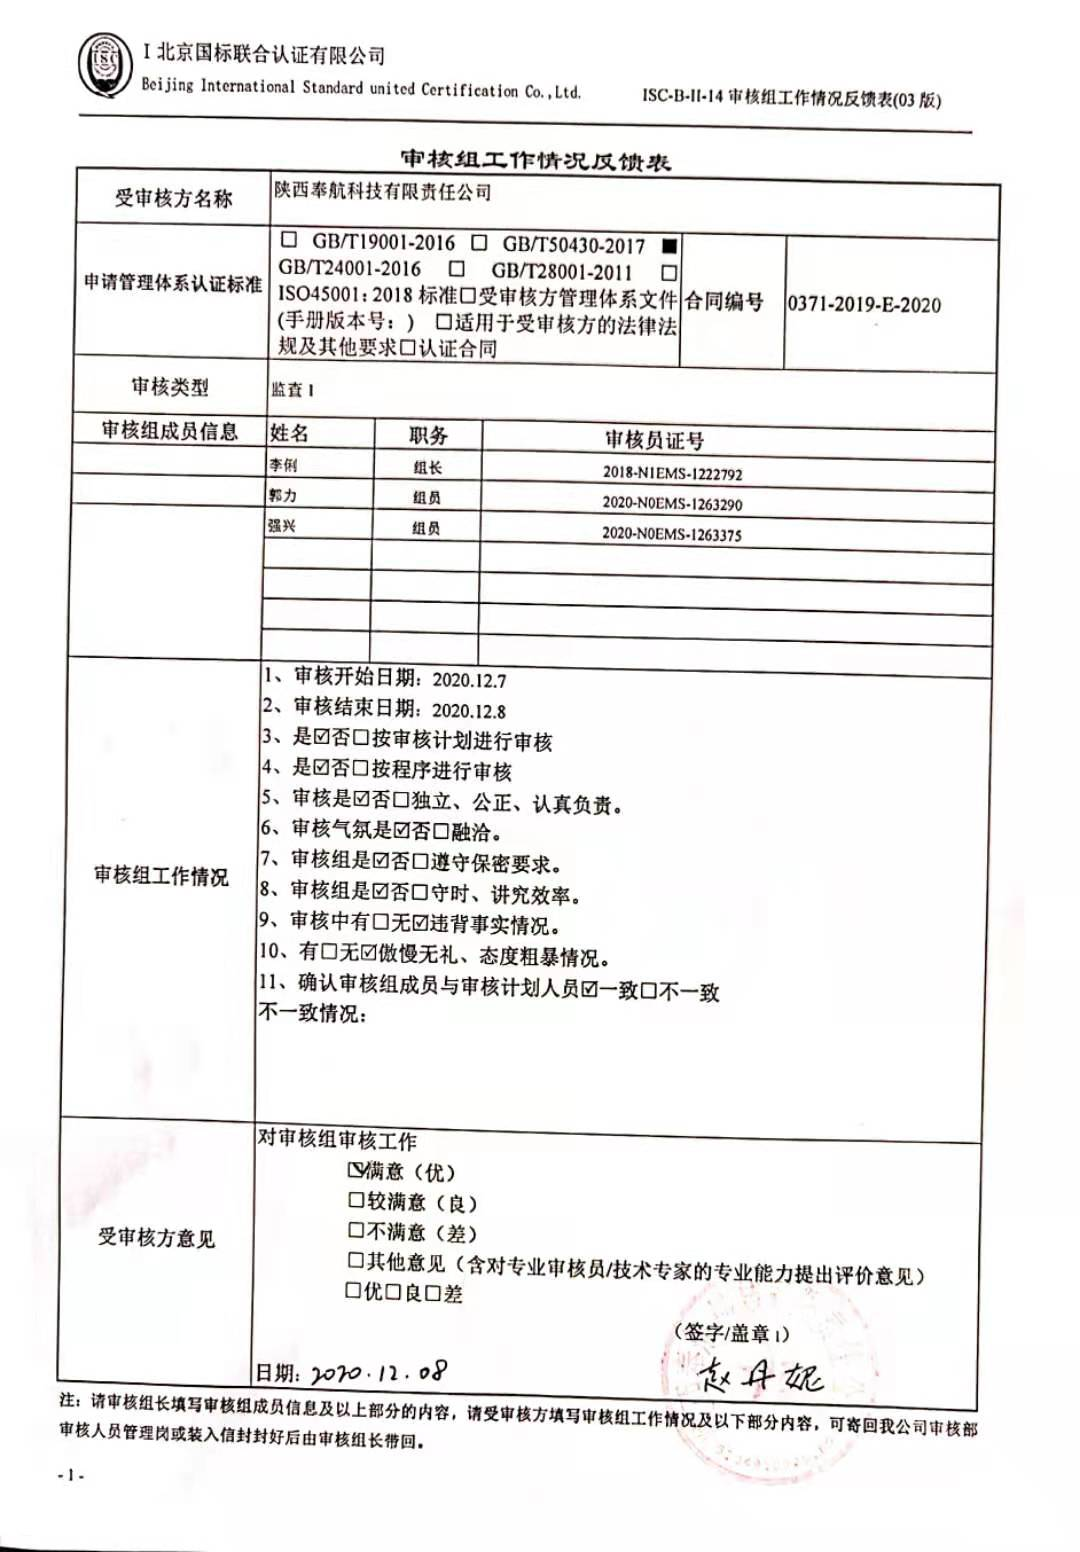 I 北京国标联合认证有限公司
Beijing International Standard united Certification Co.,Ltd.
ISC-B-II-14 审核组工作情况反馈表(03 版)
审核组工作情况反馈表
受审核方名称 陕西奉航科技有限责任公司
申请管理体系认证标准
□ GB/T19001-2016 □ GB/T50430-2017 ■
GB/T24001-2016 □ GB/T28001-2011 □
ISO45001: 2018 标准□受审核方管理体系文件
(手册版本号: ) □适用于受审核方的法律法
规及其他要求□认证合同
合同编号 0371-2019-E-2020
审核类型 监查 1
审核组成员信息 姓名 职务 审核员证号
李俐 组长 2018-N1EMS-1222792
郭力 组员 2020-N0EMS-1263290
强兴 组员 2020-N0EMS-1263375
审核组工作情况
1、审核开始日期: 2020.12.7
2、审核结束日期: 2020.12.8
3、是☑否□按审核计划进行审核
4、是☑否□按程序进行审核
5、审核是☑否□独立、公正、认真负责。
6、审核气氛是☑否□融洽。
7、审核组是☑否□遵守保密要求。
8、审核组是☑否□守时、讲究效率。
9、审核中有□无☑违背事实情况。
10、有□无☑傲慢无礼、态度粗暴情况。
11、确认审核组成员与审核计划人员☑一致□不一致
不一致情况:
受审核方意见
对审核组审核工作
☑满意（优）
□较满意（良）
□不满意（差）
□其他意见（含对专业审核员/技术专家的专业能力提出评价意见）
□优□良□差
（签字/盖章）
日期: 2020.12.08 赵丹妮
注: 请审核组长填写审核组成员信息及以上部分的内容，请受审核方填写审核组工作情况及以下部分内容，可寄回我公司审核部
审核人员管理岗或装入信封封好后由审核组长带回。
- 1 -